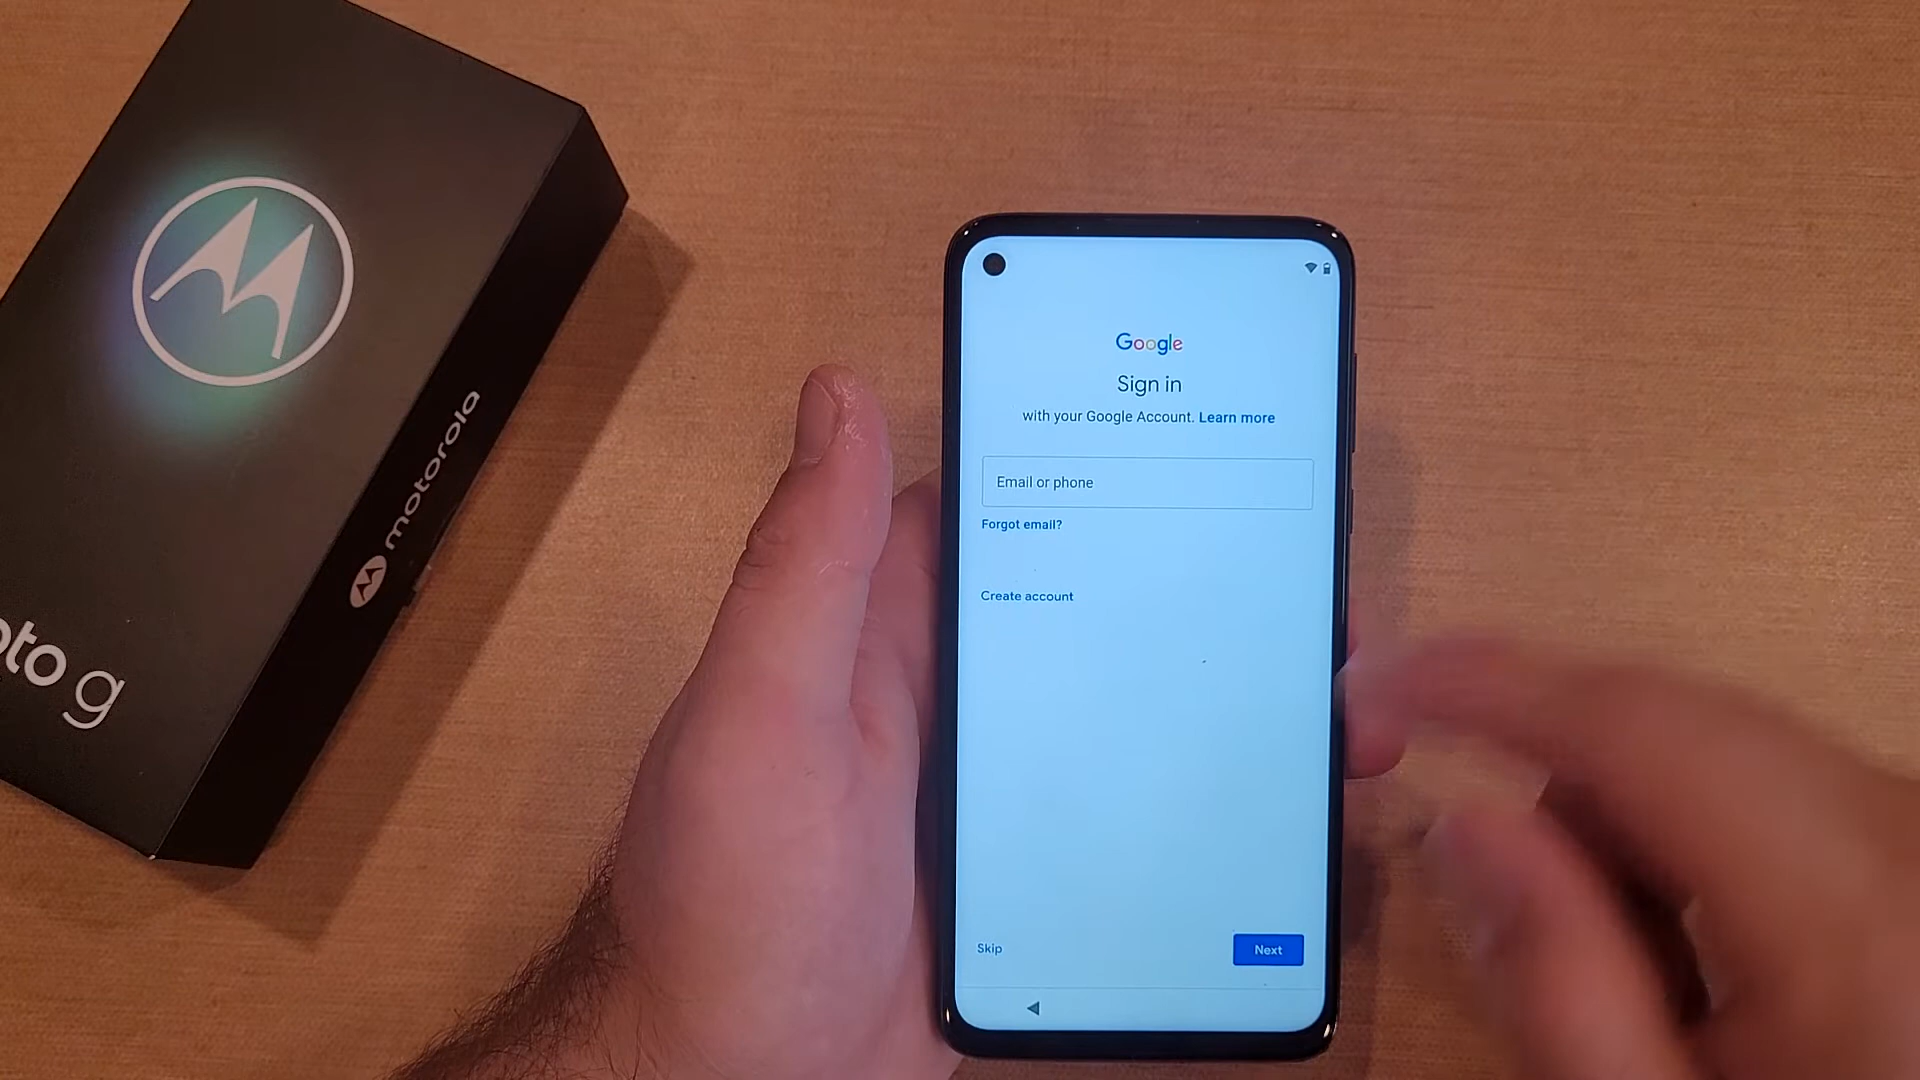 motorola
oto g
Google
Sign in
with your Google Account. Learn more
Email or phone
Forgot email?
Create account
Skip
Next